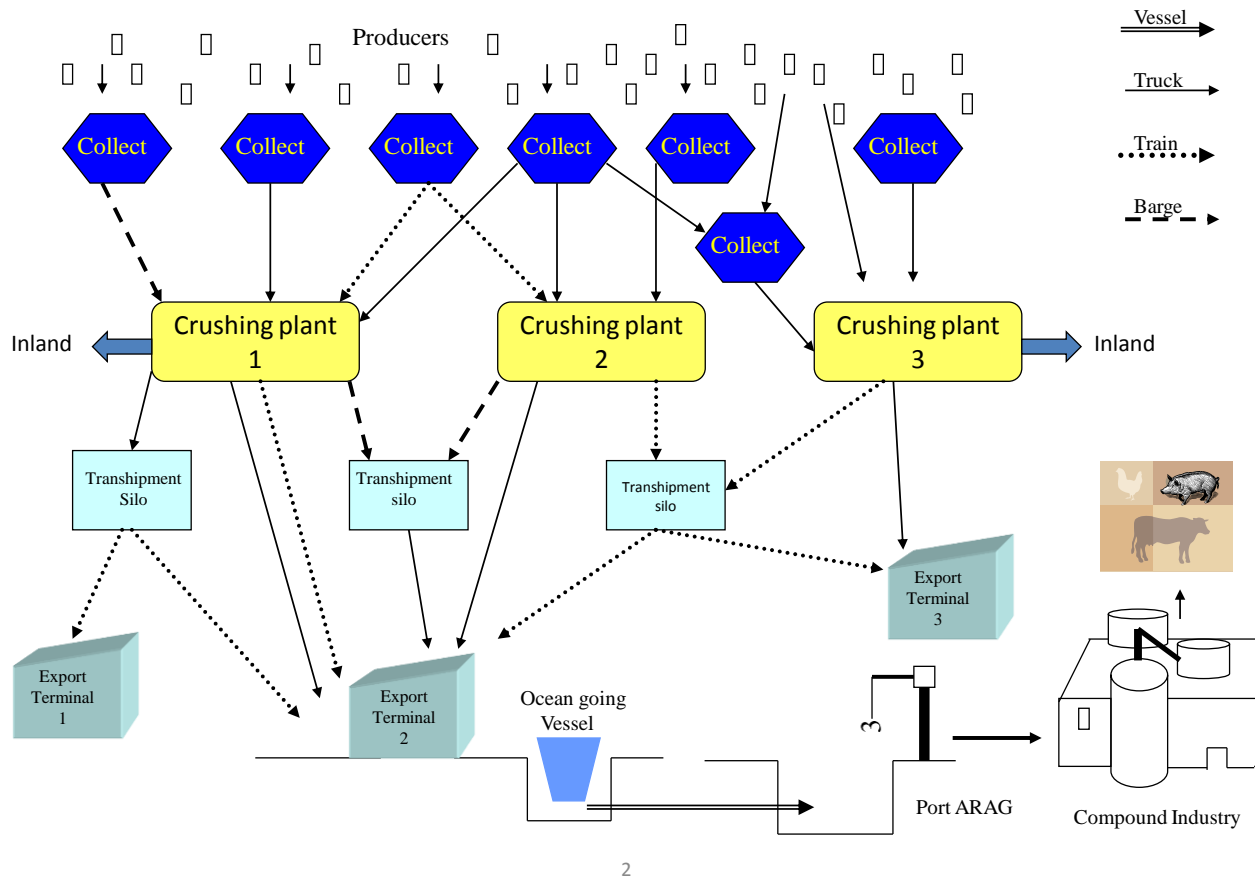 Vessel
Producers
Truck
Collect
Collect
Collect
Collect
Collect
Collect
Train
Barge
Collect
Inland
Crushing plant
1
Crushing plant
2
Crushing plant
3
Inland
Transhipment
Silo
Transhipment
silo
Transhipment
silo
Export
Terminal
3
Export
Terminal
1
Export
Terminal
2
Ocean going
Vessel
3
Port ARAG
Compound Industry
2